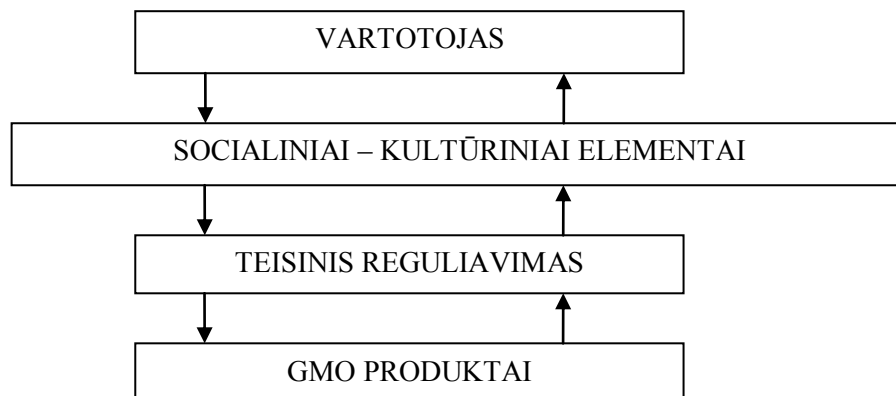 VARTOTOJAS
SOCIALINIAI – KULTŪRINIAI ELEMENTAI
TEISINIS REGULIAVIMAS
GMO PRODUKTAI